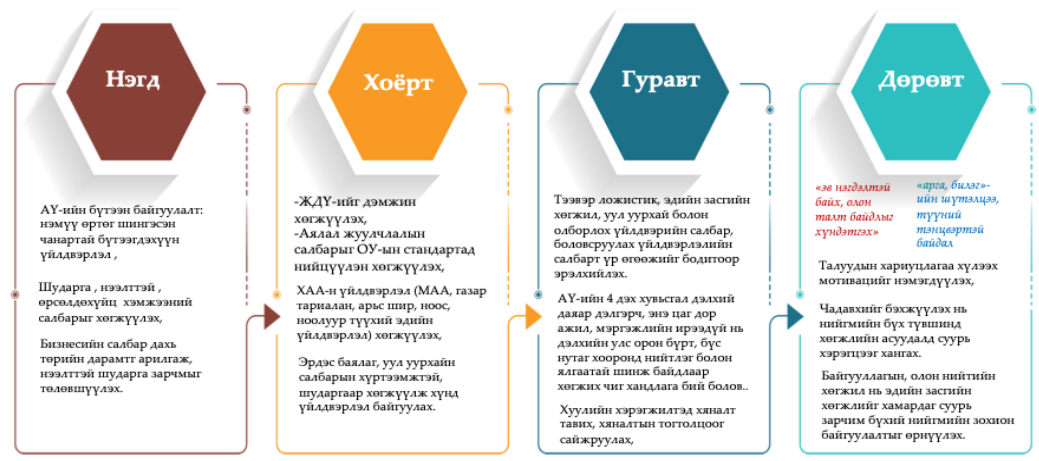 Нэгд
АҮ-ийн бүтээн байгуулалт:
нэмүү өртөг шингэсэн
чанартай бүтээгдэхүүн
үйлдвэрлэл ,
Шударга , нээлттэй ,
өрсөлдөхүйц хэмжээний
салбарыг хөгжүүлэх,
Бизнесийн салбар дахь
төрийн дарамтт арилгаж,
нээлттэй шударга зарчмыг
төлөвшүүлэх.
Хоёрт
-ЖДҮ-ийг дэмжин
хөгжүүлэх,
-Аялал жуулчлалын
салбарыг ОУ-ын стандартад
нийцүүлэн хөгжүүлэх,
ХАА-н үйлдвэрлэл (МАА, газар
тариалан, арьс шир, ноос,
ноолуур түүхий эдийн
үйлдвэрлэл) хөгжүүлэх,
Эрдэс баялаг, уул уурхайн
салбарын хүртээмжтэй,
шударгаар хөгжүүлж хүнд
үйлдвэрлэл байгуулах.
Гуравт
Тээвэр ложистик, эдийн засгийн
хөгжил, уул уурхай болон
олборлох үйлдвэрийн салбар,
боловсруулах үйлдвэрлэлийн
салбарт үр өгөөжийг бодитоор
эрэлхийлэх.
АҮ-ийн 4 дэх хувьсгал дэлхий
даяар дэлгэрч, энэ цаг дор
ажил, мэргэжлийн ирээдүй нь
дэлхийн улс орон бүрт, бүс
нутаг хооронд нийтлэг болон
ялгаатай шинж байдлаар
хөгжих чиг хандлага бий болов..
Хуулийн хэрэгжилтэд хяналт
тавих, хяналтын тогтолцоог
сайжруулах,
Дөрөвт
«эв нэгдэлтэй
байх, олон
талт байдлыг
хүндэтгэх»
«арга, билэг»-
ийн шүтэлцээ,
түүний
тэнцвэртэй
байдал
Талуудын хариуцлагаа хүлээх
мотивацийг нэмэгдүүлэх,
Чадавхийг бэхжүүлэх нь
нийгмийн бүх түвшинд
хөгжлийн асуудалд суурь
хэрэгцээг хангах.
Байгууллагын, олон нийтийн
хөгжил нь эдийн засгийн
хөгжлийг хамардаг суурь
зарчим бүхий нийгмийн зохион
байгуулалтыг өрнүүлэх.